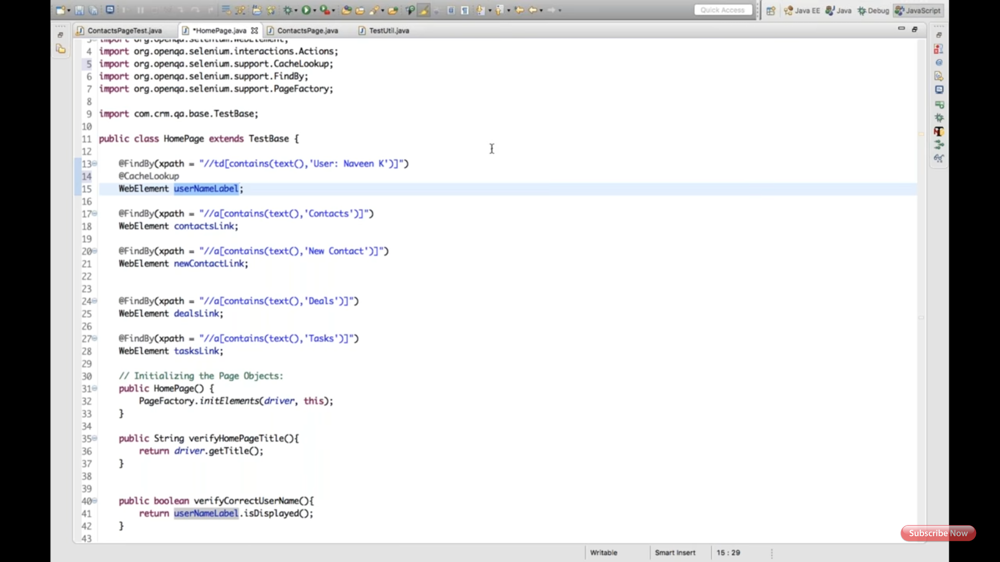 Quick Access
Java EE
Java
Debug
JavaScript
ContactsPageTest.java
*HomePage.java
ContactsPage.java
TestUtil.java
3 import org.openqa.selenium.WebElement;
4 import org.openqa.selenium.interactions.Actions;
5 import org.openqa.selenium.support.CacheLookup;
6 import org.openqa.selenium.support.FindBy;
7 import org.openqa.selenium.support.PageFactory;
8
9 import com.crm.qa.base.TestBase;
10
11 public class HomePage extends TestBase {
12
13 @FindBy(xpath = "//td[contains(text(),'User: Naveen K')]")
14 @CacheLookup
15 WebElement userNameLabel;
16
17 @FindBy(xpath = "//a[contains(text(),'Contacts')]")
18 WebElement contactsLink;
19
20 @FindBy(xpath = "//a[contains(text(),'New Contact')]")
21 WebElement newContactLink;
22
23
24 @FindBy(xpath = "//a[contains(text(),'Deals')]")
25 WebElement dealsLink;
26
27 @FindBy(xpath = "//a[contains(text(),'Tasks')]")
28 WebElement tasksLink;
29
30 // Initializing the Page Objects:
31 public HomePage() {
32 PageFactory.initElements(driver, this);
33 }
34
35 public String verifyHomePageTitle(){
36 return driver.getTitle();
37 }
38
39
40 public boolean verifyCorrectUserName(){
41 return userNameLabel.isDisplayed();
42 }
43
Subscribe Now
Writable
Smart Insert
15 : 29